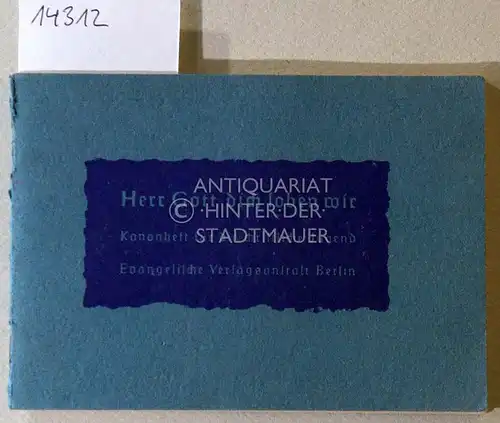 14312
Herr Gott dich loben wir
Kanonheft
Evangelische Verlagsanstalt Berlin
ANTIQUARIAT
© ·HINTER·DER·
STADTMAUER